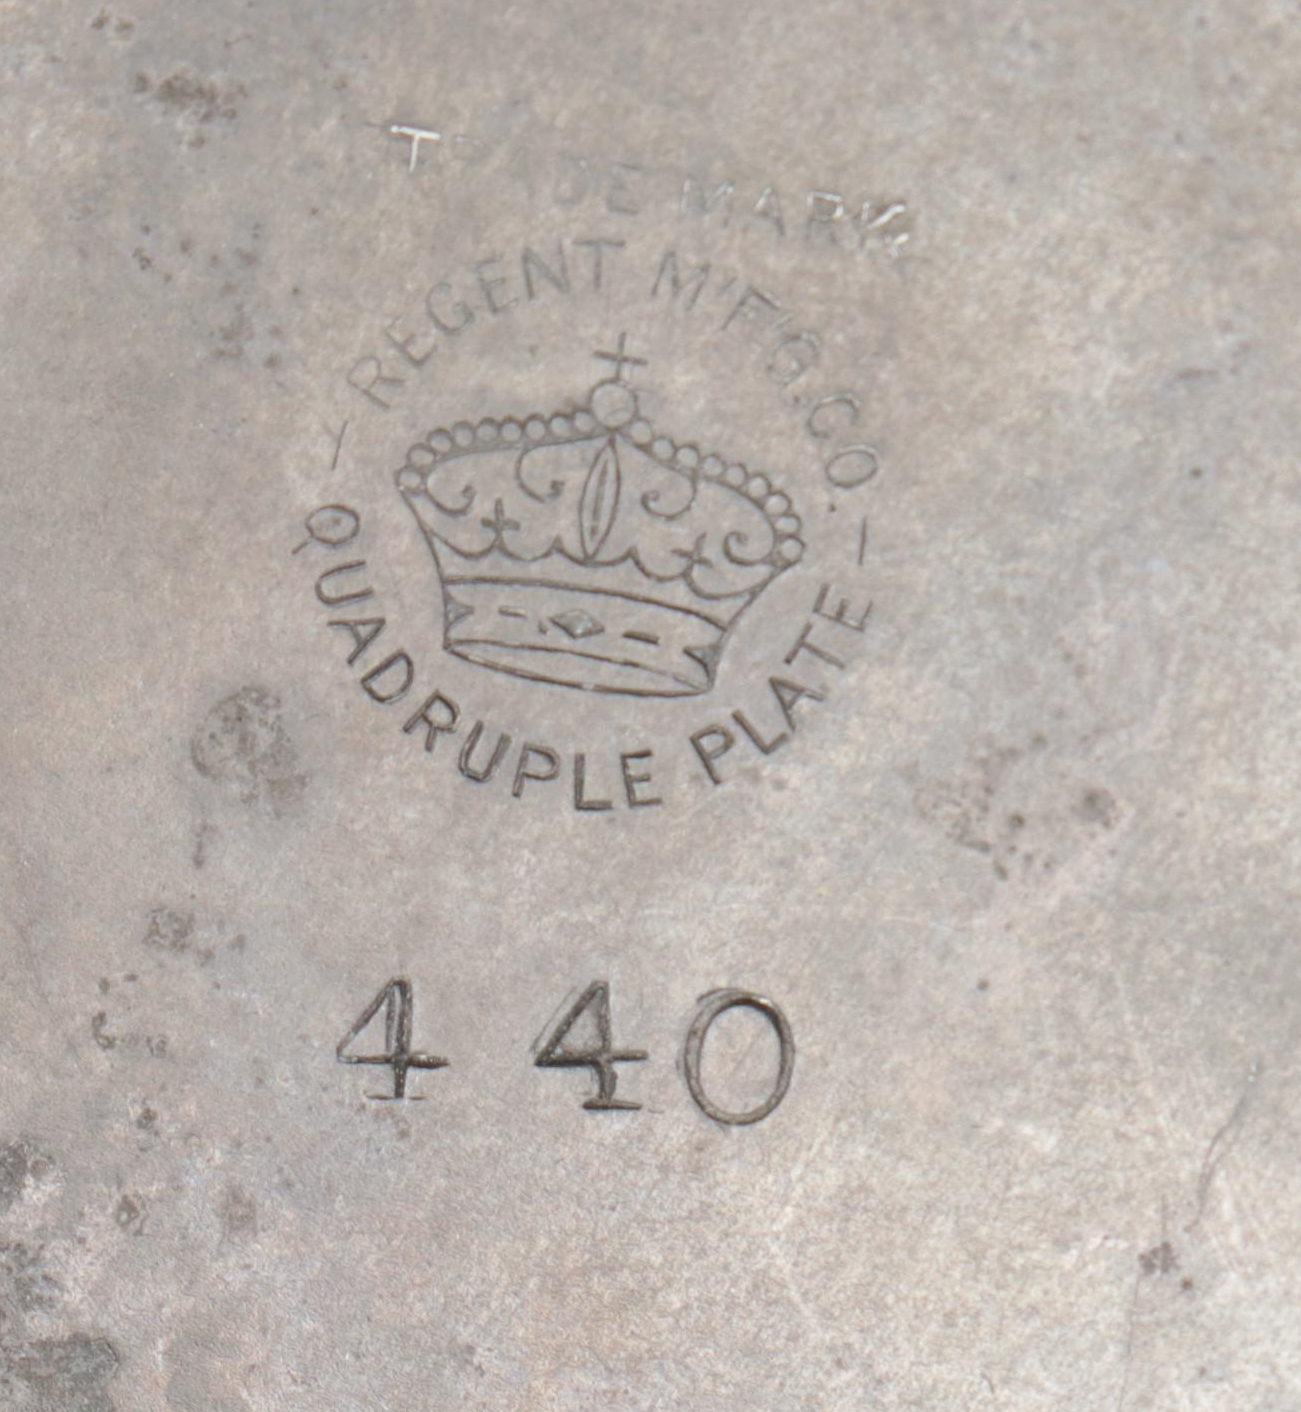 TRADE MARK
REGENT M'F'G. CO.
QUADRUPLE PLATE
440